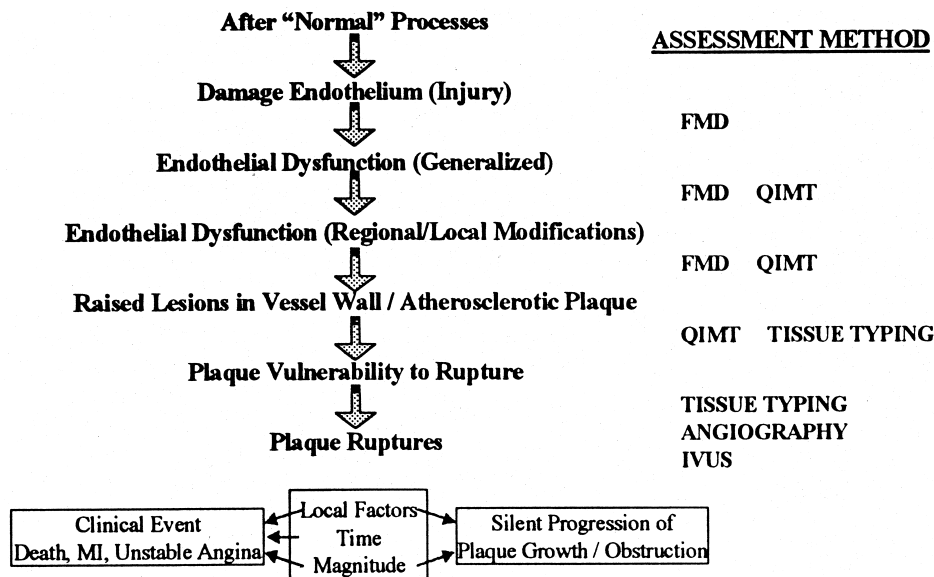 After “Normal” Processes
ASSESSMENT METHOD
Damage Endothelium (Injury)
FMD
Endothelial Dysfunction (Generalized)
FMD QIMT
Endothelial Dysfunction (Regional/Local Modifications)
FMD QIMT
Raised Lesions in Vessel Wall / Atherosclerotic Plaque
QIMT TISSUE TYPING
Plaque Vulnerability to Rupture
TISSUE TYPING
ANGIOGRAPHY
IVUS
Plaque Ruptures
Clinical Event
Death, MI, Unstable Angina
Local Factors
Time
Magnitude
Silent Progression of
Plaque Growth / Obstruction